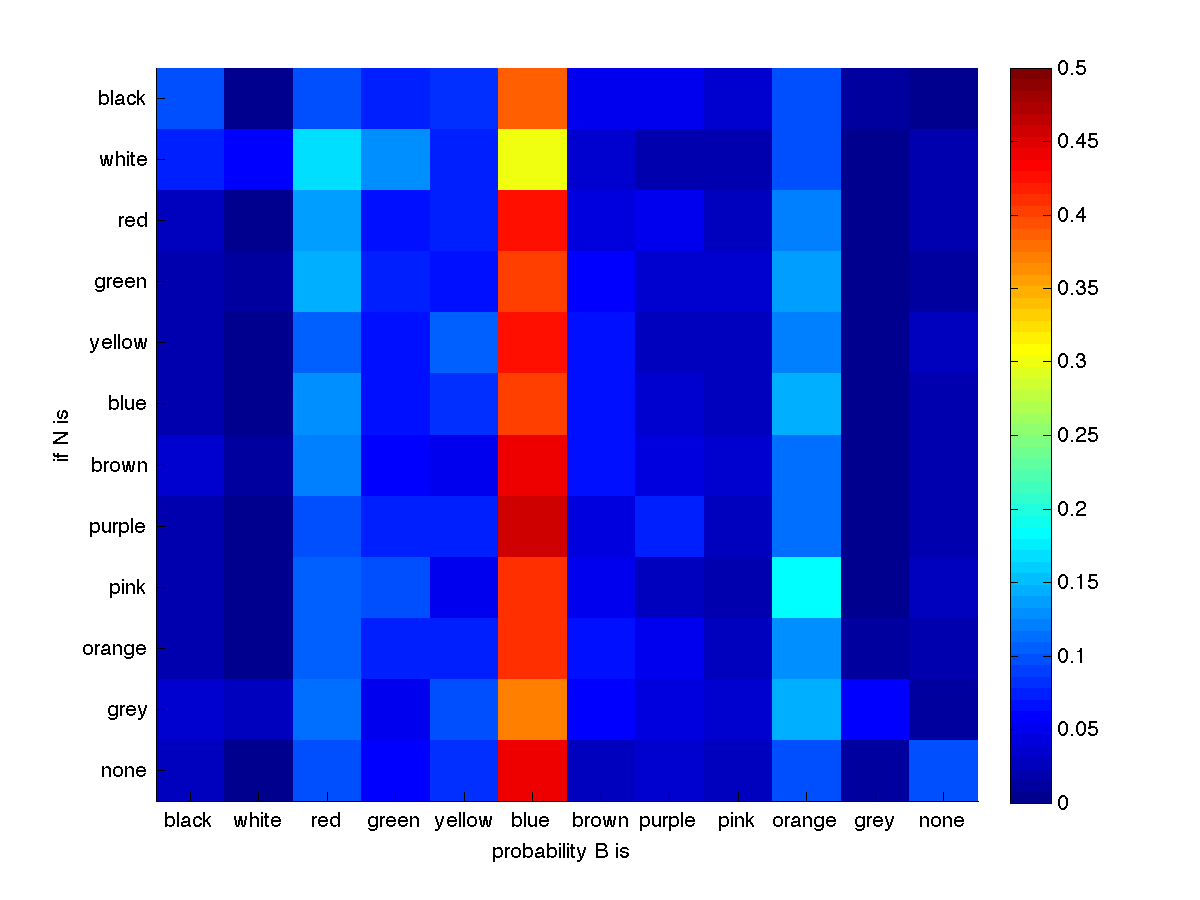 black
white
red
green
yellow
blue
brown
purple
pink
orange
grey
none
if N is
black white red green yellow blue brown purple pink orange grey none
probability B is
0.5
0.45
0.4
0.35
0.3
0.25
0.2
0.15
0.1
0.05
0